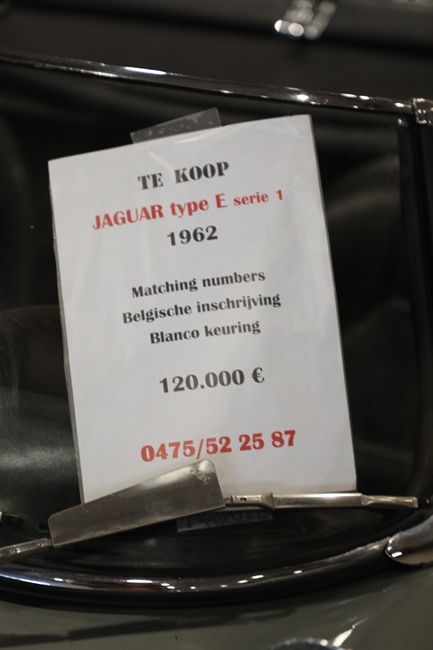 TE KOOP
JAGUAR type E serie 1
1962
Matching numbers
Belgische inschrijving
Blanco keuring
120.000 €
0475/52 25 87